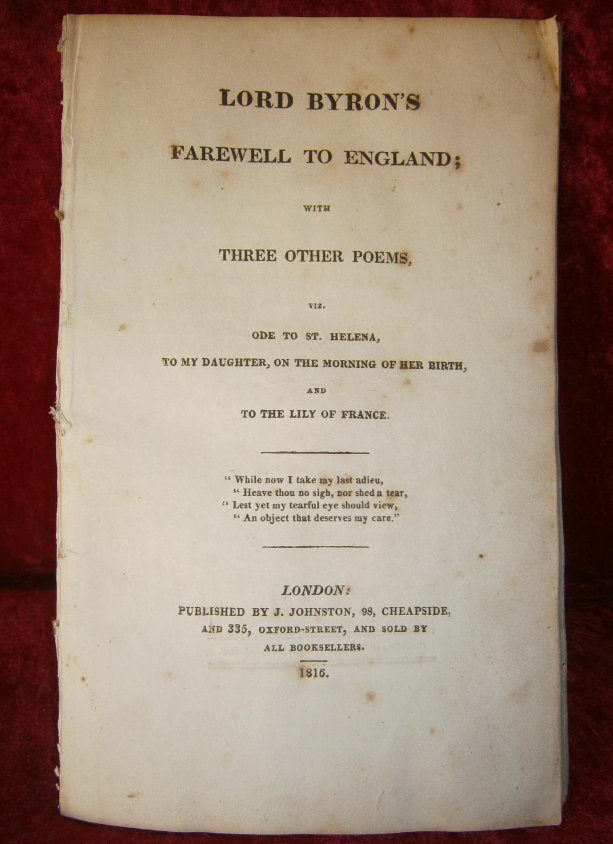 LORD BYRON'S
FAREWELL TO ENGLAND;
WITH
THREE OTHER POEMS,
VIZ.
ODE TO ST. HELENA,
TO MY DAUGHTER, ON THE MORNING OF HER BIRTH,
AND
TO THE LILY OF FRANCE.
" While now I take my last adieu,
" Heave thou no sigh, nor shed a tear,
" Lest yet my tearful eye should view,
" An object that deserves my care."
LONDON:
PUBLISHED BY J. JOHNSTON, 98, CHEAPSIDE,
AND 335, OXFORD-STREET, AND SOLD BY
ALL BOOKSELLERS.
1816.